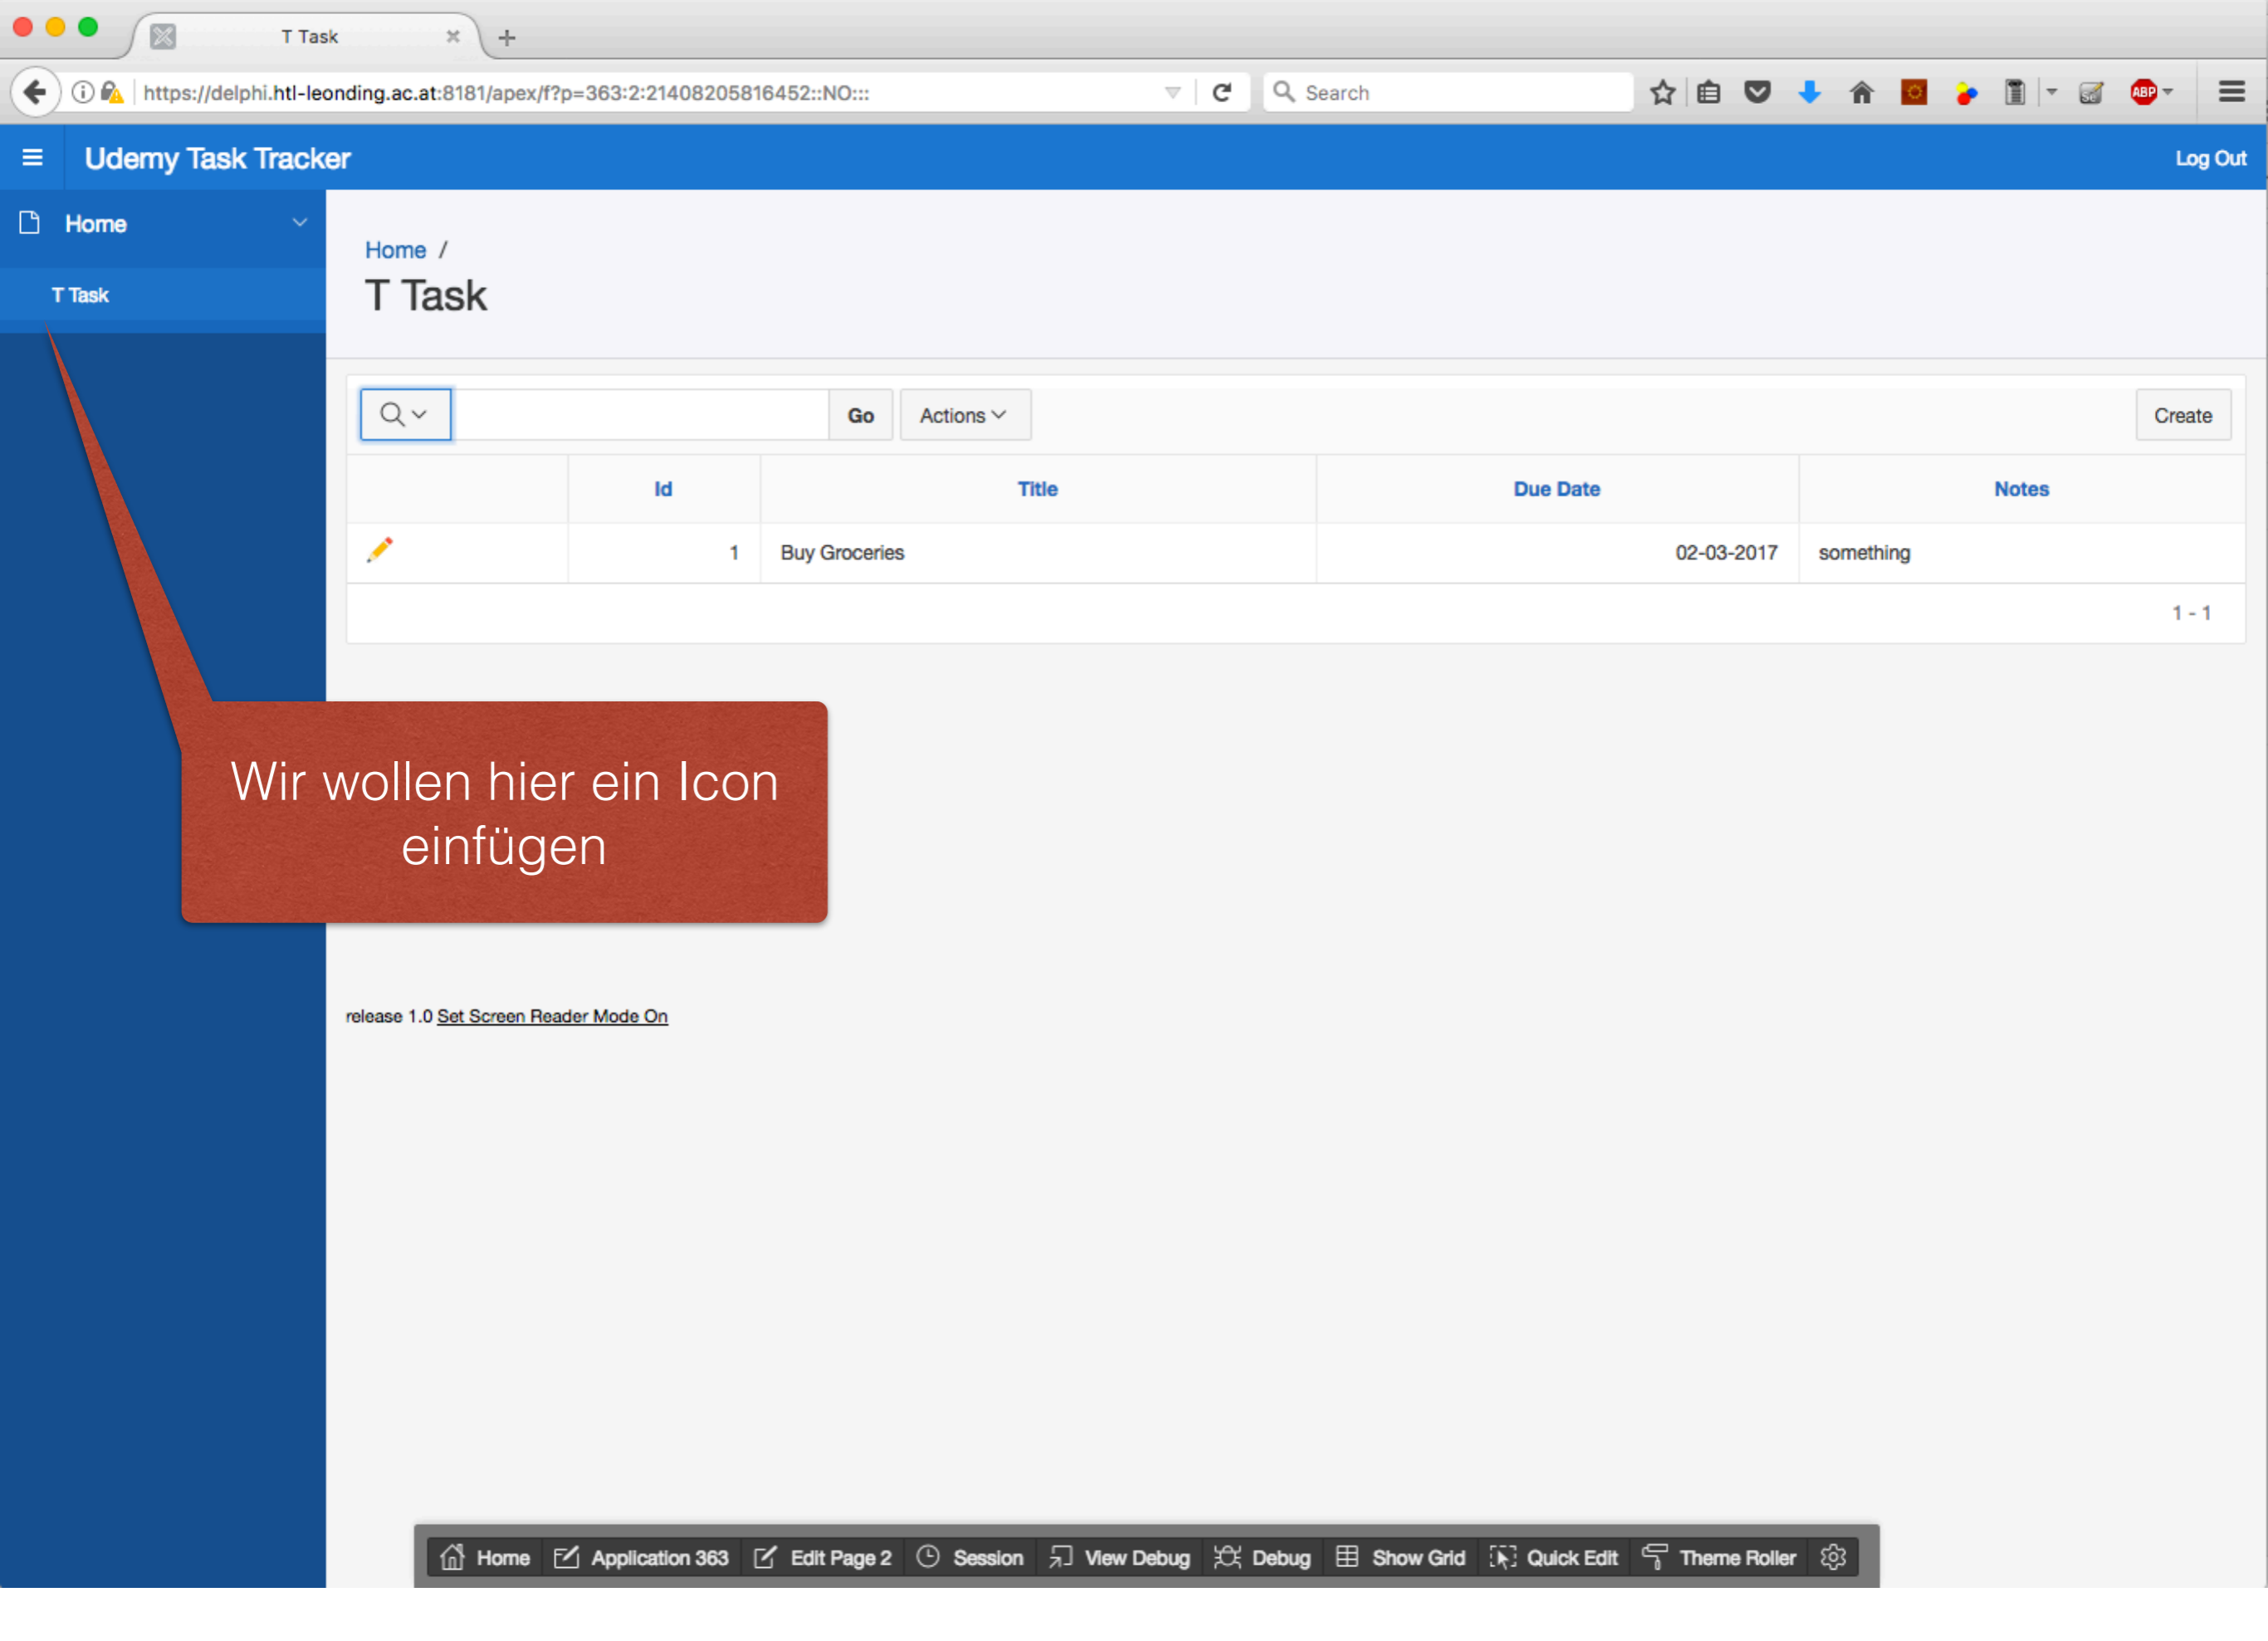 T Task
https://delphi.htl-leonding.ac.at:8181/apex/f?p=363:2:21408205816452::NO:::
Search
ABP
Udemy Task Tracker
Log Out
Home
T Task
Home /
T Task
Go
Actions
Create
Id Title Due Date Notes
1 Buy Groceries 02-03-2017 something
1 - 1
Wir wollen hier ein Icon
einfügen
release 1.0 Set Screen Reader Mode On
Home Application 363 Edit Page 2 Session View Debug Debug Show Grid Quick Edit Theme Roller